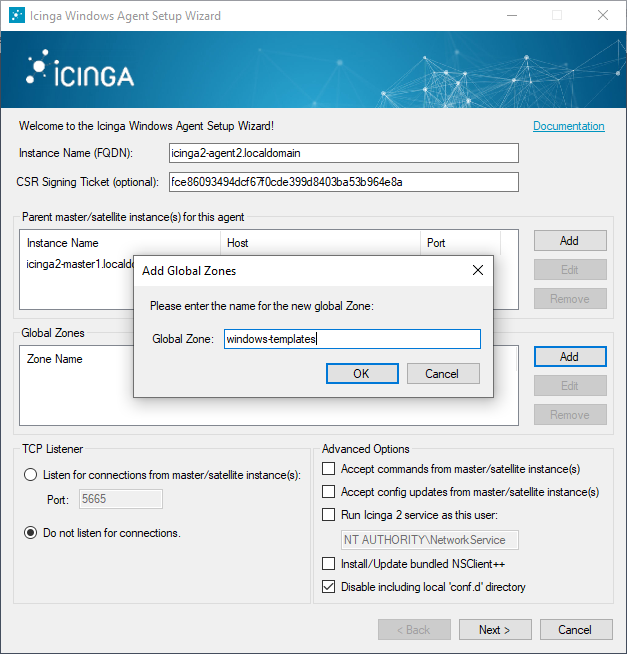 Icinga Windows Agent Setup Wizard
ICINGA
Welcome to the Icinga Windows Agent Setup Wizard!
Documentation
Instance Name (FQDN):
icinga2-agent2.localdomain
CSR Signing Ticket (optional):
fce86093494dcf67f0cde399d8403ba53b964e8a
Parent master/satellite instance(s) for this agent
Instance Name
Host
Port
icinga2-master1.locald
Add
Edit
Remove
Add Global Zones
Please enter the name for the new global Zone:
Global Zone:
windows-templates
OK
Cancel
Global Zones
Zone Name
Add
Edit
Remove
TCP Listener
Listen for connections from master/satellite instance(s):
Port:
5665
Do not listen for connections.
Advanced Options
Accept commands from master/satellite instance(s)
Accept config updates from master/satellite instance(s)
Run Icinga 2 service as this user:
NT AUTHORITY\NetworkService
Install/Update bundled NSClient++
Disable including local 'conf.d' directory
< Back
Next >
Cancel